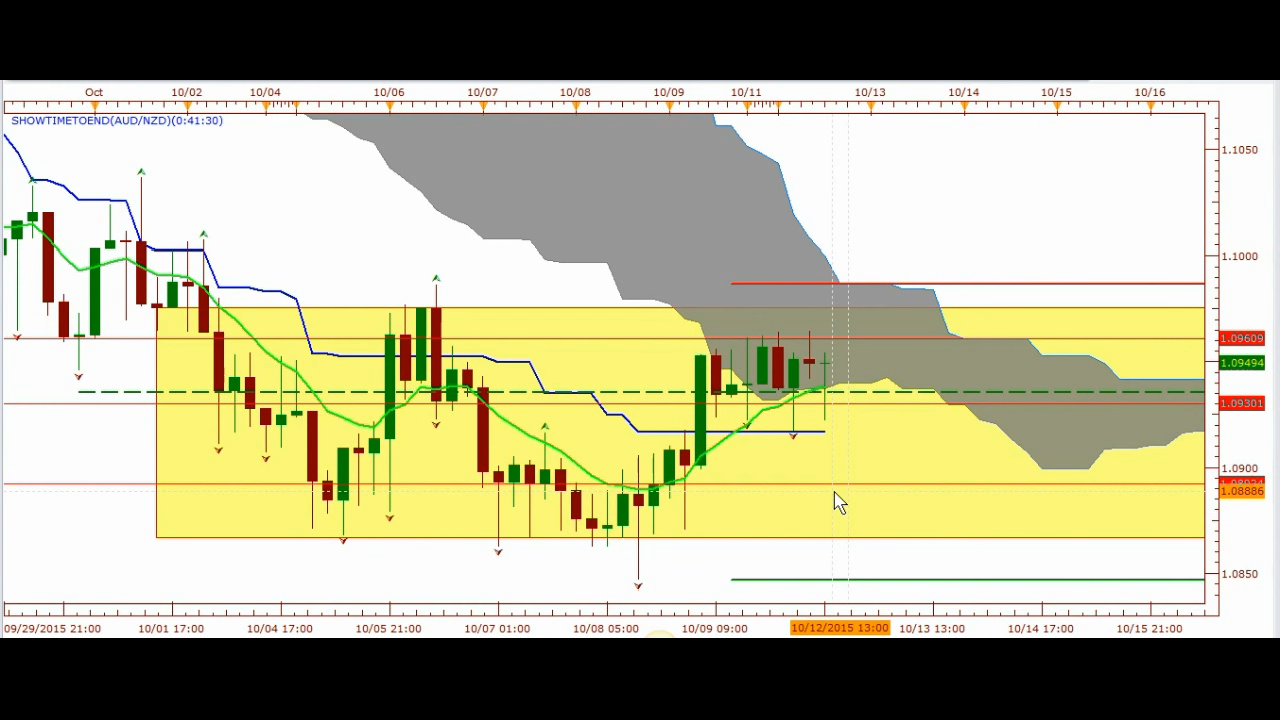 Oct 10/02 10/04 10/06 10/07 10/08 10/09 10/11 10/13 10/14 10/15 10/16
SHOWTIMETOEND(AUD/NZD)(0:41:30)
1.1050
1.1000
1.09609
1.09494
1.09301
1.0900
1.08886
1.0850
09/29/2015 21:00 10/01 17:00 10/04 17:00 10/05 21:00 10/07 01:00 10/08 05:00 10/09 09:00 10/12/2015 13:00 10/13 13:00 10/14 17:00 10/15 21:00